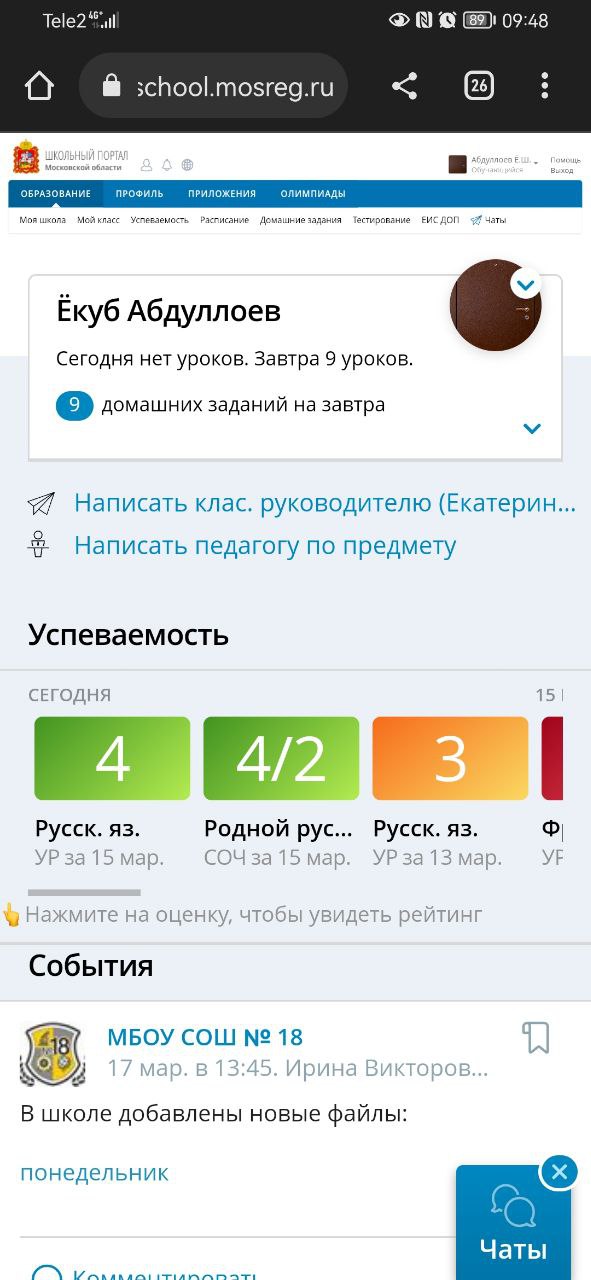 Tele2 4G 89 09:48
school.mosreg.ru 26
ШКОЛЬНЫЙ ПОРТАЛ
Московской области
Абдуллоев Ё.Ш.
Обучающийся
Помощь
Выход
ОБРАЗОВАНИЕ ПРОФИЛЬ ПРИЛОЖЕНИЯ ОЛИМПИАДЫ
Моя школа Мой класс Успеваемость Расписание Домашние задания Тестирование ЕИС ДОП Чаты
Ёкуб Абдуллоев
Сегодня нет уроков. Завтра 9 уроков.
9 домашних заданий на завтра
Написать клас. руководителю (Екатерин...
Написать педагогу по предмету
Успеваемость
СЕГОДНЯ 15
4 4/2 3
Русск. яз. Родной рус... Русск. яз.
УР за 15 мар. СОЧ за 15 мар. УР за 13 мар. УР
Нажмите на оценку, чтобы увидеть рейтинг
События
18
МБОУ СОШ № 18
17 мар. в 13:45. Ирина Викторов...
В школе добавлены новые файлы:
понедельник
Чаты
Комментировать